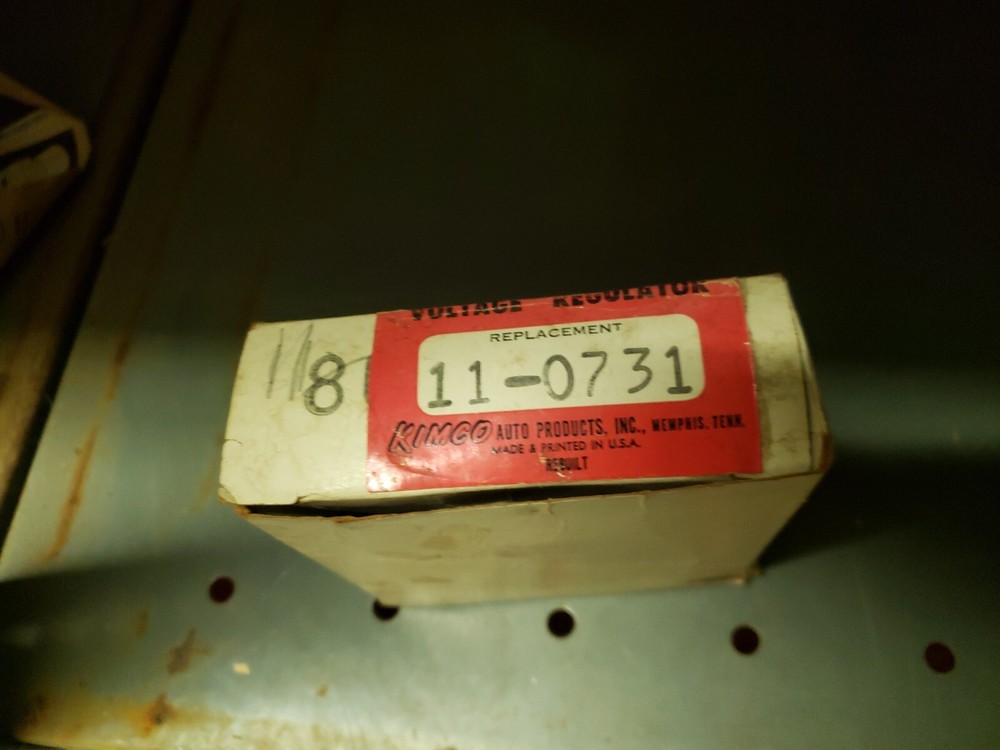 VOLTAGE REGULATOR
REPLACEMENT
8
11-0731
KIMCO AUTO PRODUCTS, INC., MEMPHIS, TENN.
MADE & PRINTED IN U.S.A.
REBUILT